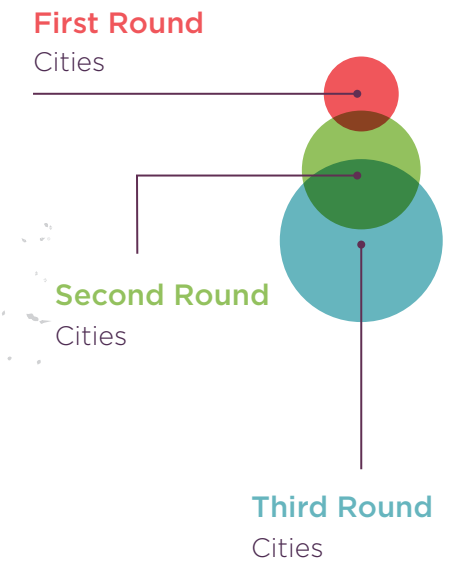 First Round
Cities
Second Round
Cities
Third Round
Cities